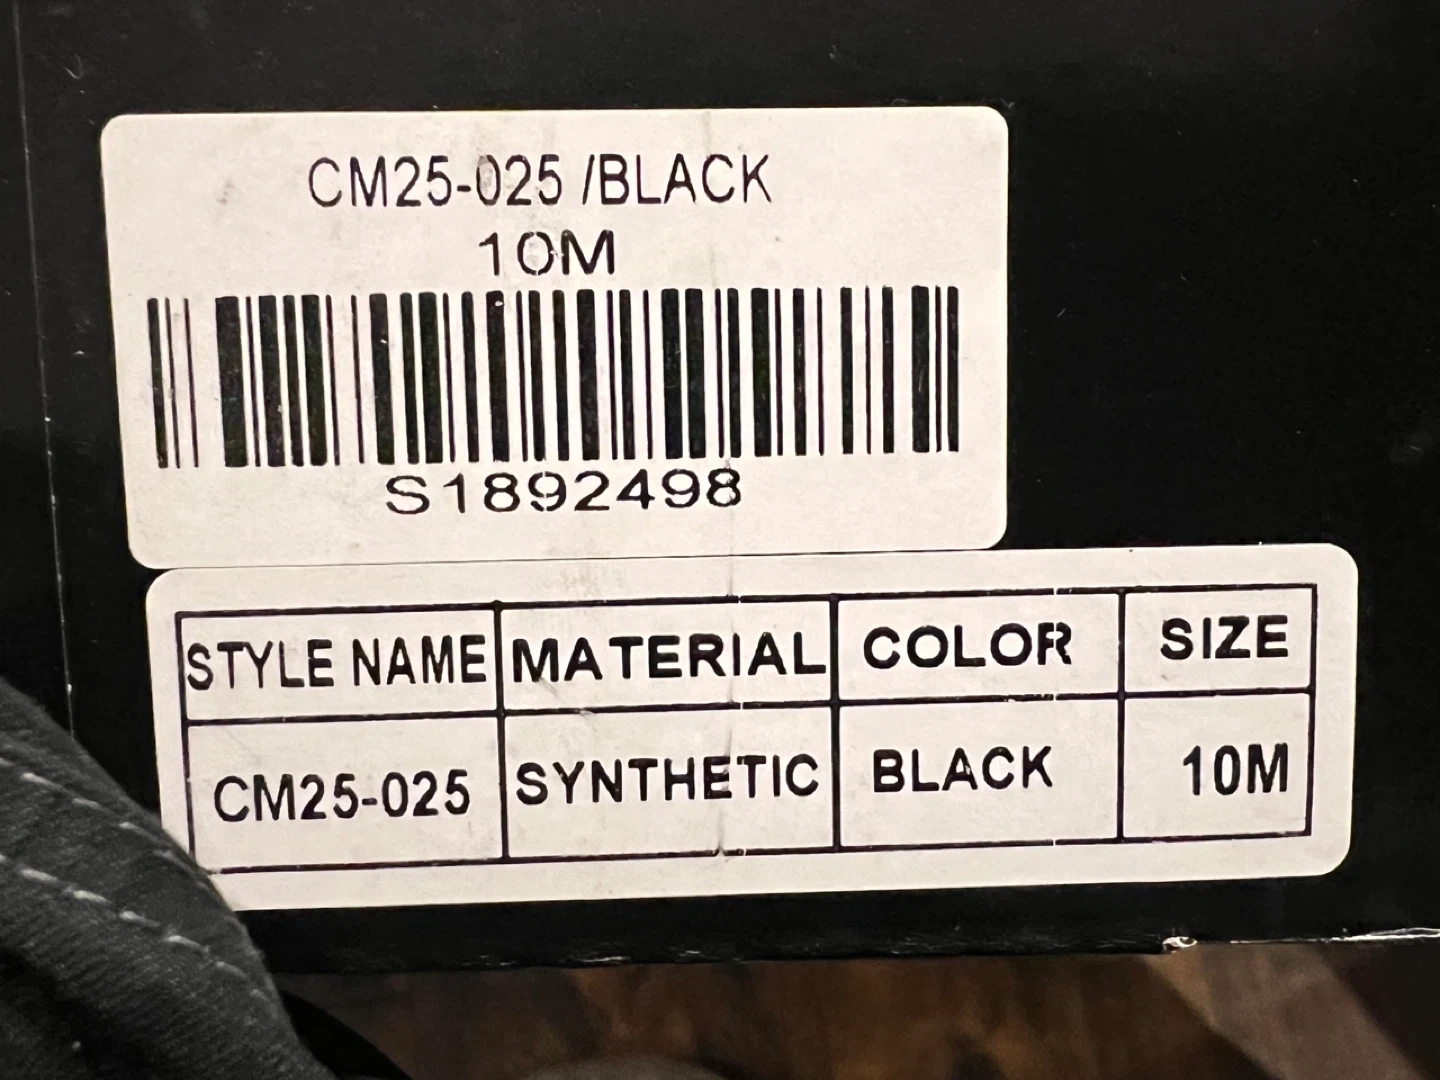 CM25-025 /BLACK
10M
S1892498
STYLE NAME MATERIAL COLOR SIZE
CM25-025 SYNTHETIC BLACK 10M